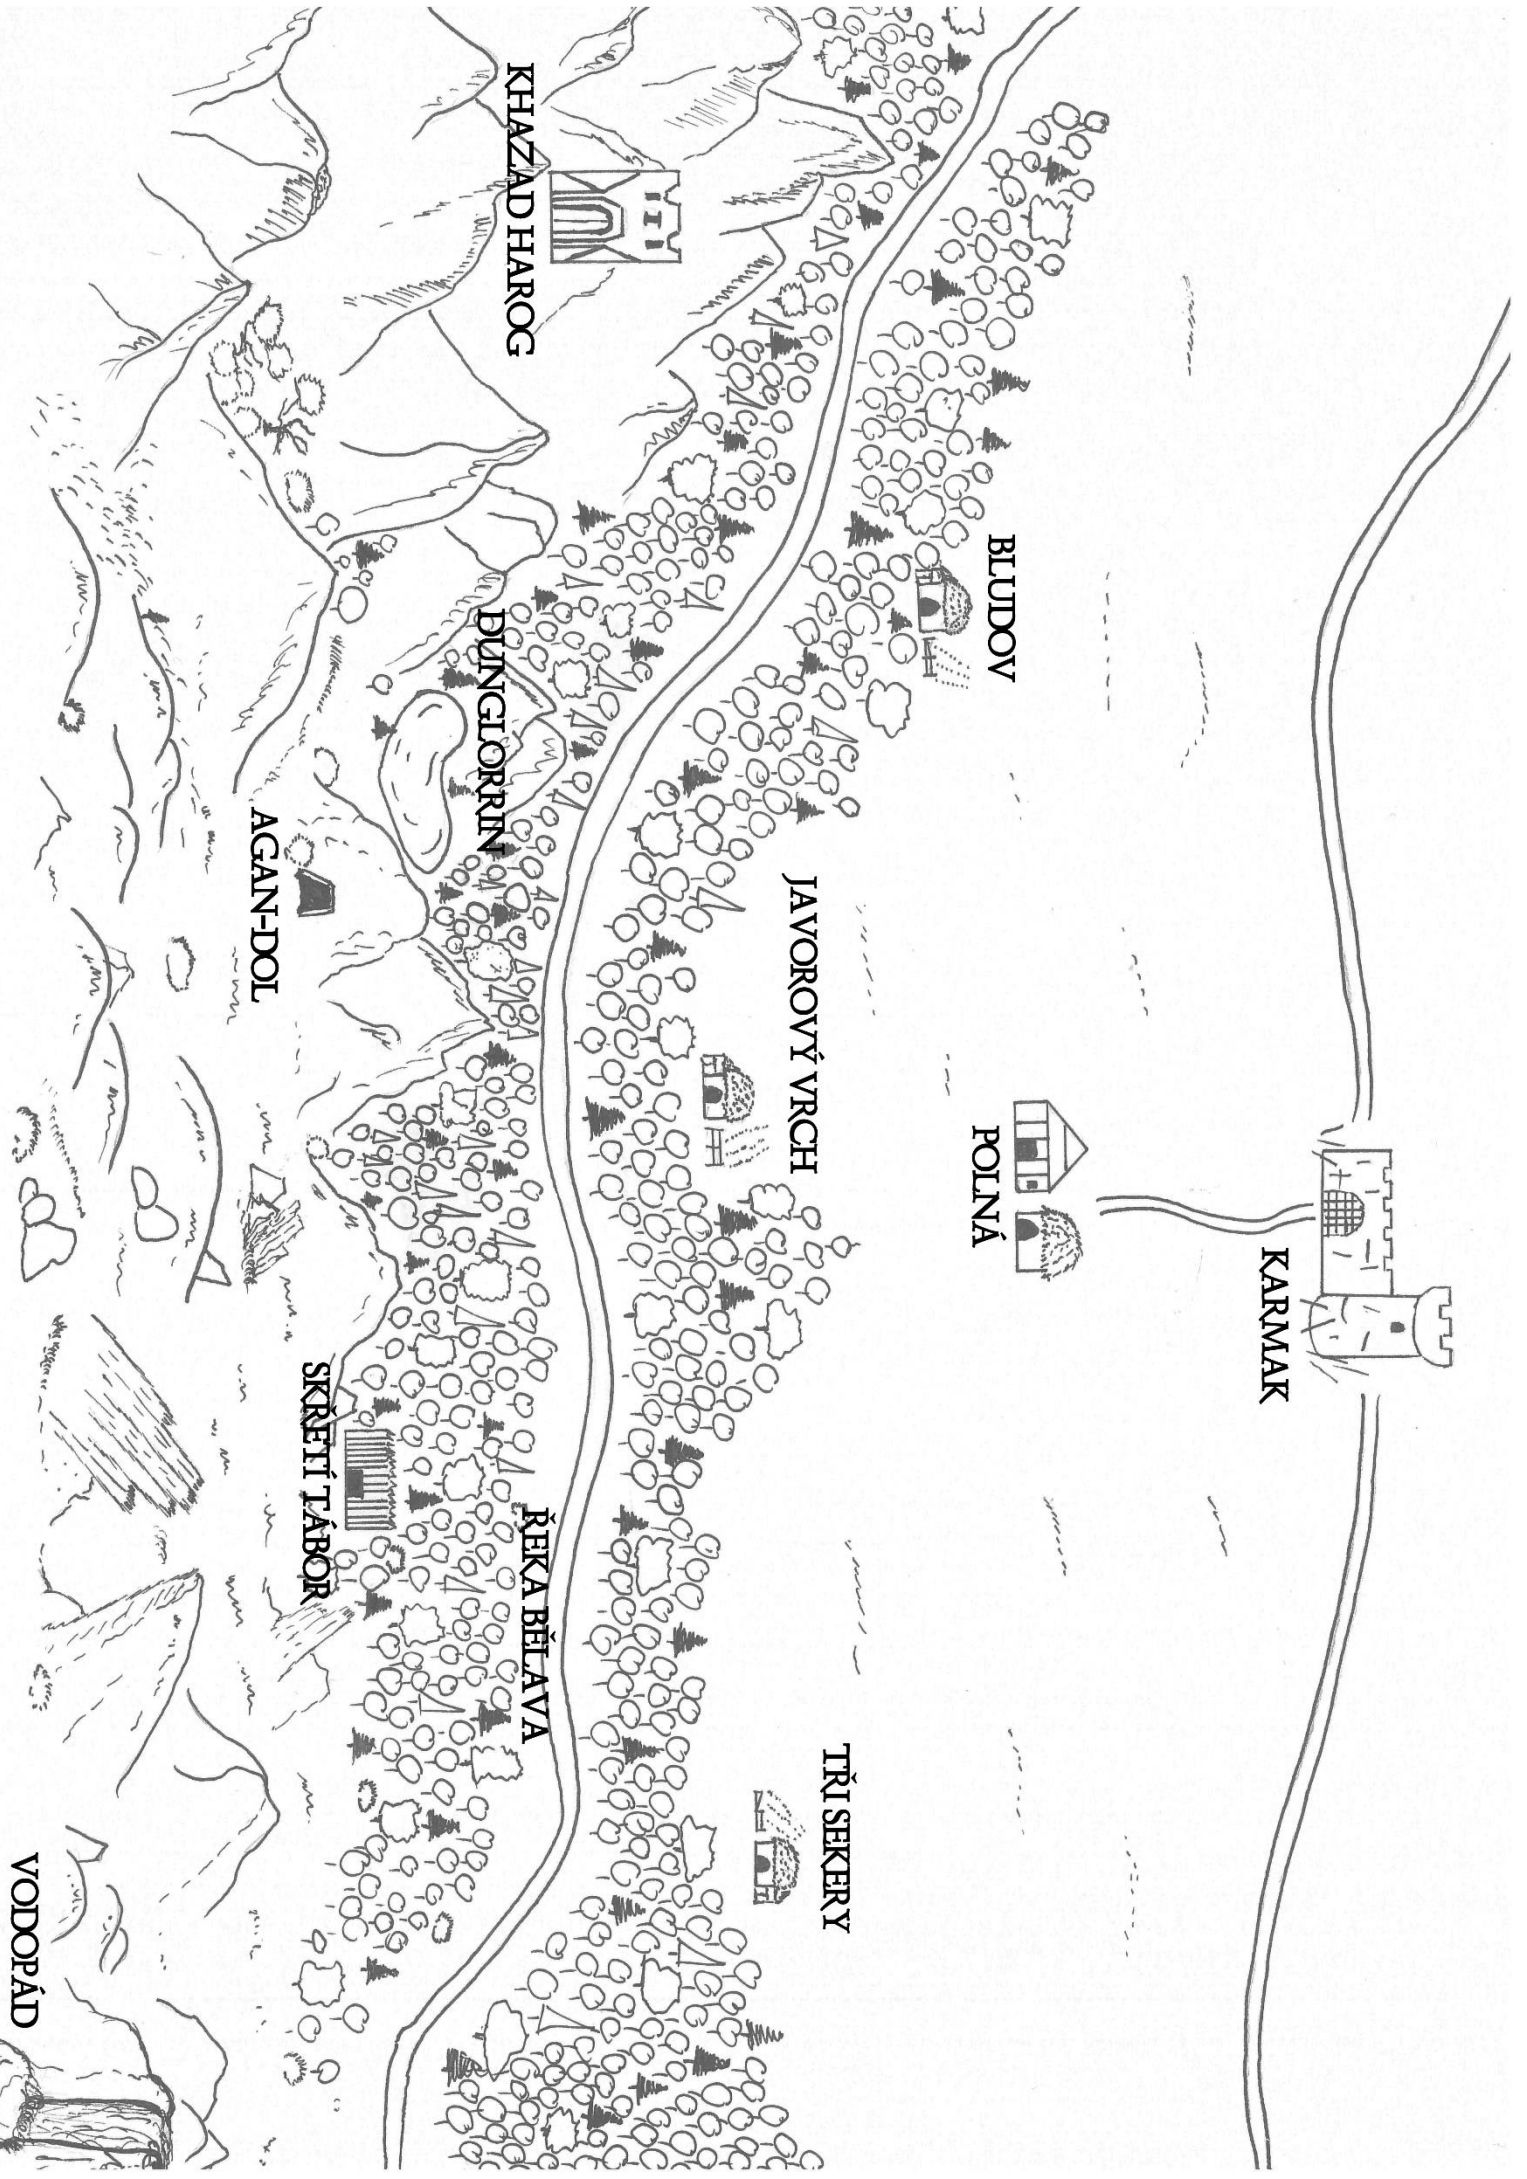 KARMAK
POLNÁ
BLUDOV
TŘI SEKERY
JAVOROVÝ VRCH
KHAZAD HAROG
ŘEKA BĚLAVA
DUNGLORRIN
SKŘETÍ TÁBOR
AGAN-DOL
VODOPÁD